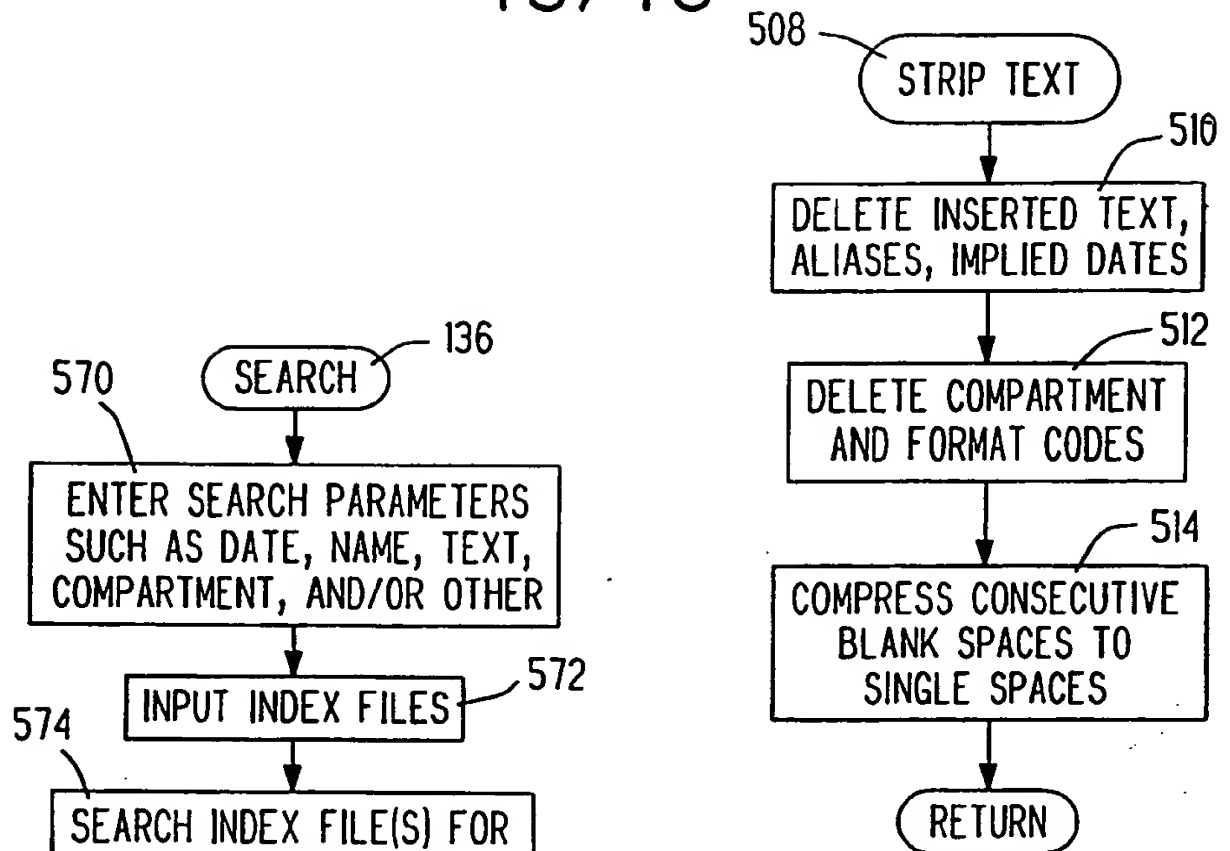 508
STRIP TEXT
510
DELETE INSERTED TEXT,
ALIASES, IMPLIED DATES
512
DELETE COMPARTMENT
AND FORMAT CODES
514
COMPRESS CONSECUTIVE
BLANK SPACES TO
SINGLE SPACES
RETURN
136
SEARCH
570
ENTER SEARCH PARAMETERS
SUCH AS DATE, NAME, TEXT,
COMPARTMENT, AND/OR OTHER
572
INPUT INDEX FILES
574
SEARCH INDEX FILE(S) FOR